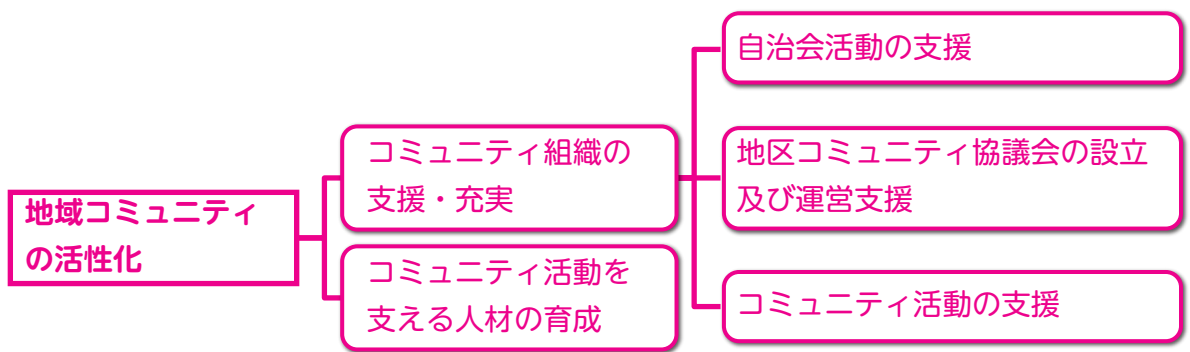 地域コミュニティ
の活性化
コミュニティ組織の
支援・充実
コミュニティ活動を
支える人材の育成
自治会活動の支援
地区コミュニティ協議会の設立
及び運営支援
コミュニティ活動の支援